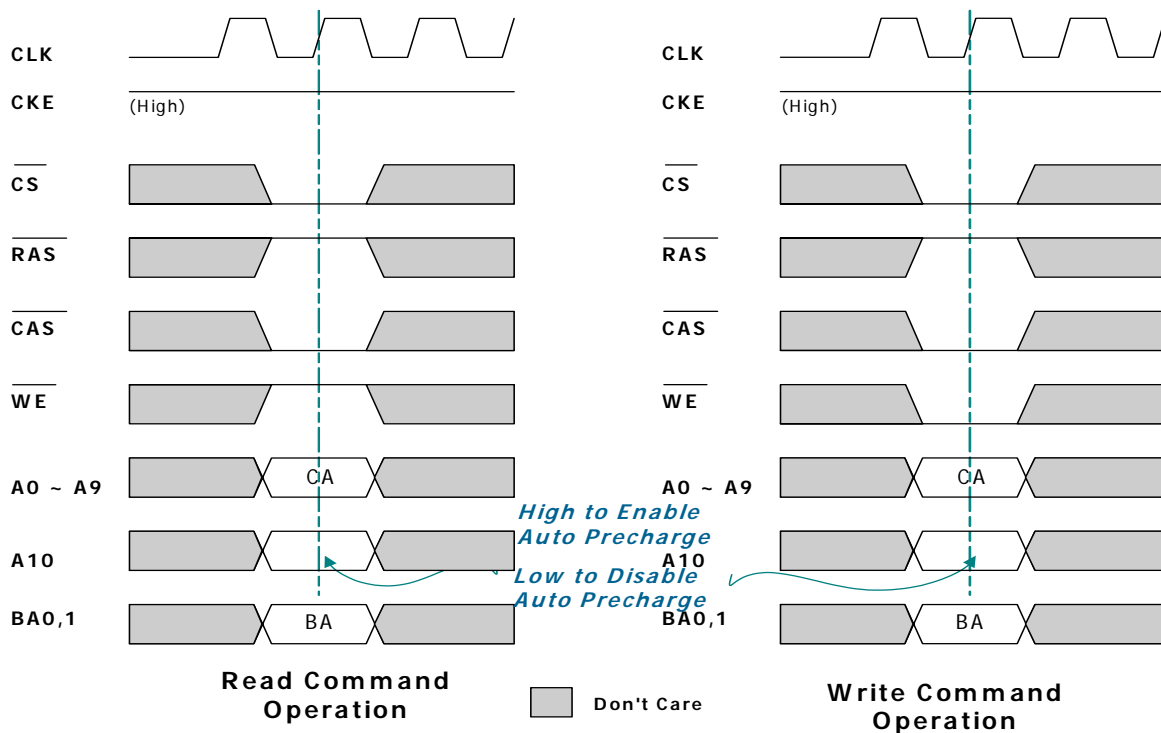 CLK
CKE
(High)
CS
RAS
CAS
WE
A0 ~ A9
CA
A10
BA0,1
BA
Read Command
Operation
High to Enable
Auto Precharge
Low to Disable
Auto Precharge
Don't Care
CLK
CKE
(High)
CS
RAS
CAS
WE
A0 ~ A9
CA
A10
BA0,1
BA
Write Command
Operation